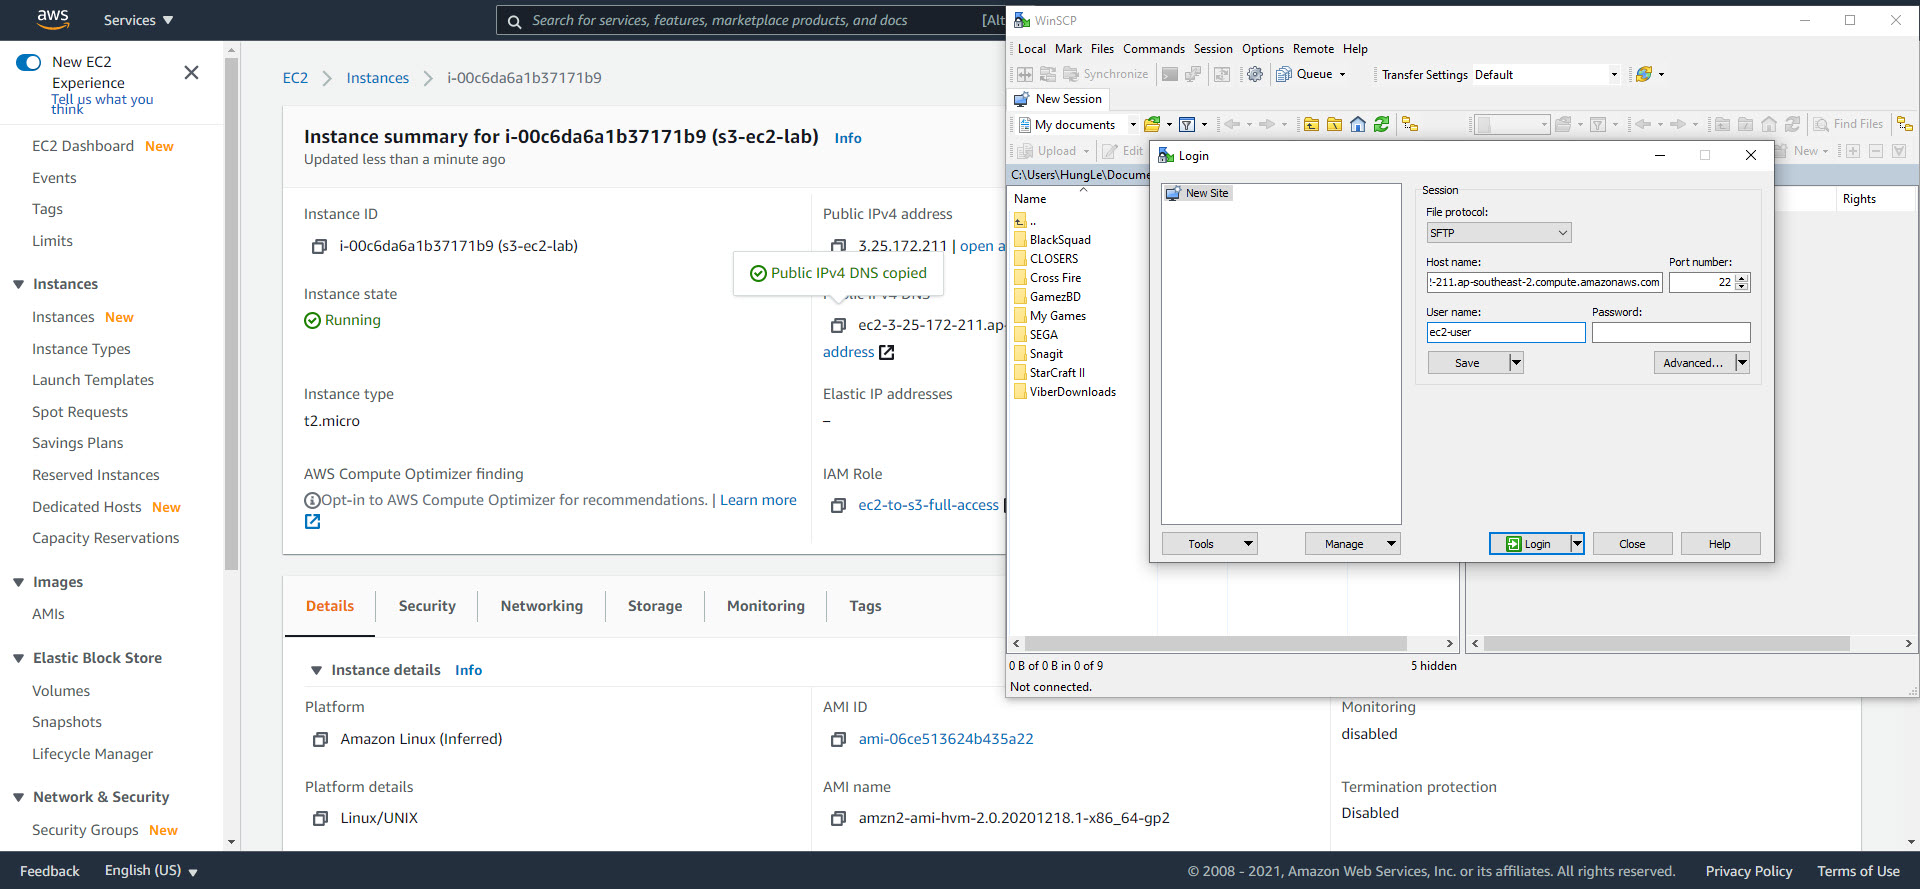 aws
Services
Search for services, features, marketplace products, and docs
[Alt
New EC2
Experience
Tell us what you
think
EC2 Dashboard New
Events
Tags
Limits
Instances
Instances New
Instance Types
Launch Templates
Spot Requests
Savings Plans
Reserved Instances
Dedicated Hosts New
Capacity Reservations
Images
AMIs
Elastic Block Store
Volumes
Snapshots
Lifecycle Manager
Network & Security
Security Groups New
EC2 > Instances > i-00c6da6a1b37171b9
Instance summary for i-00c6da6a1b37171b9 (s3-ec2-lab) Info
Updated less than a minute ago
Instance ID
i-00c6da6a1b37171b9 (s3-ec2-lab)
Instance state
Running
Instance type
t2.micro
AWS Compute Optimizer finding
Opt-in to AWS Compute Optimizer for recommendations. | Learn more
Public IPv4 address
3.25.172.211 | open a
Public IPv4 DNS copied
Public IPv4 DNS
ec2-3-25-172-211.ap-
address
Elastic IP addresses
–
IAM Role
ec2-to-s3-full-access
Details
Security
Networking
Storage
Monitoring
Tags
Instance details Info
Platform
Amazon Linux (Inferred)
Platform details
Linux/UNIX
AMI ID
ami-06ce513624b435a22
AMI name
amzn2-ami-hvm-2.0.20201218.1-x86_64-gp2
Monitoring
disabled
Termination protection
Disabled
WinSCP
Local Mark Files Commands Session Options Remote Help
Synchronize
Queue
Transfer Settings Default
New Session
My documents
Find Files
Upload
Edit
New
C:\Users\HungLe\Docume
Name
Rights
..
BlackSquad
CLOSERS
Cross Fire
GamezBD
My Games
SEGA
Snagit
StarCraft II
ViberDownloads
Login
New Site
Session
File protocol:
SFTP
Host name:
Port number:
!-211.ap-southeast-2.compute.amazonaws.com
22
User name:
Password:
ec2-user
Save
Advanced...
Tools
Manage
Login
Close
Help
0 B of 0 B in 0 of 9
5 hidden
Not connected.
Feedback
English (US)
© 2008 - 2021, Amazon Web Services, Inc. or its affiliates. All rights reserved.
Privacy Policy
Terms of Use